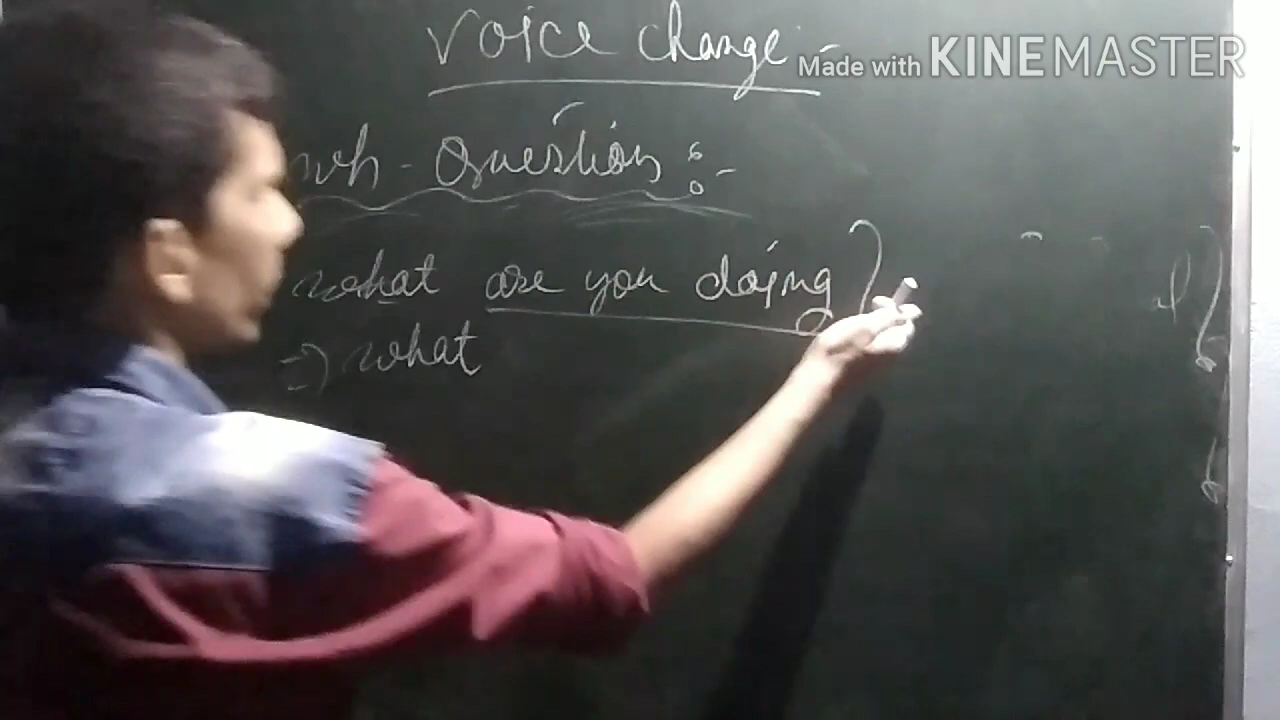 Voice change -
Made with KINEMASTER
wh - Question :-
what are you doing ?
=> what